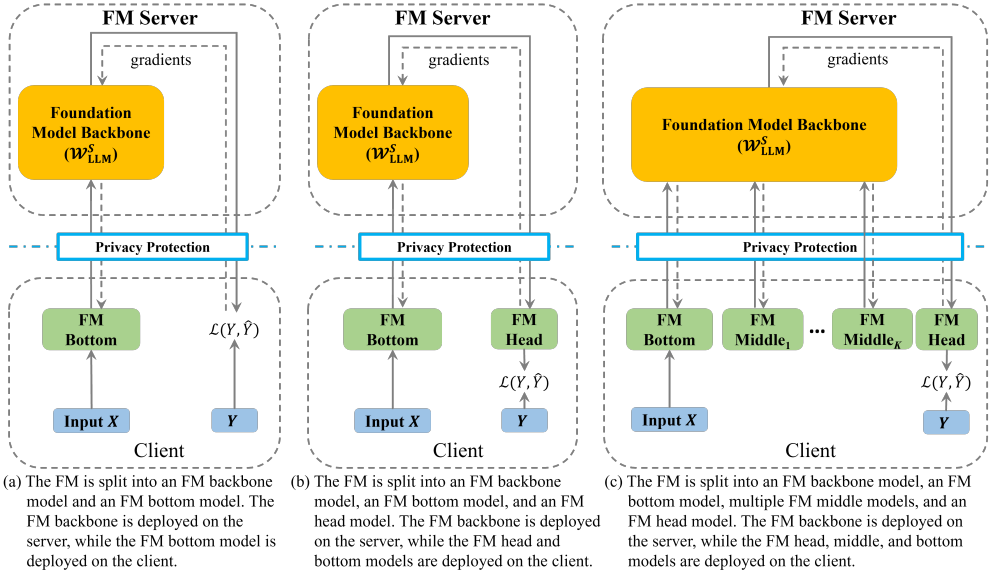 FM Server
gradients
Foundation
Model Backbone
(𝒲^S_LLM)
Privacy Protection
FM
Bottom
ℒ(Y, Ŷ)
Input X
Y
Client
(a) The FM is split into an FM backbone
model and an FM bottom model. The
FM backbone is deployed on the
server, while the FM bottom model is
deployed on the client.
FM Server
gradients
Foundation
Model Backbone
(𝒲^S_LLM)
Privacy Protection
FM
Bottom
FM
Head
ℒ(Y, Ŷ)
Input X
Y
Client
(b) The FM is split into an FM backbone
model, an FM bottom model, and an FM
head model. The FM backbone is deployed
on the server, while the FM head and
bottom models are deployed on the client.
FM Server
gradients
Foundation Model Backbone
(𝒲^S_LLM)
Privacy Protection
FM
Bottom
FM
Middle₁
...
FM
Middle_K
FM
Head
ℒ(Y, Ŷ)
Input X
Y
Client
(c) The FM is split into an FM backbone model, an FM
bottom model, multiple FM middle models, and an
FM head model. The FM backbone is deployed on
the server, while the FM head, middle, and bottom
models are deployed on the client.